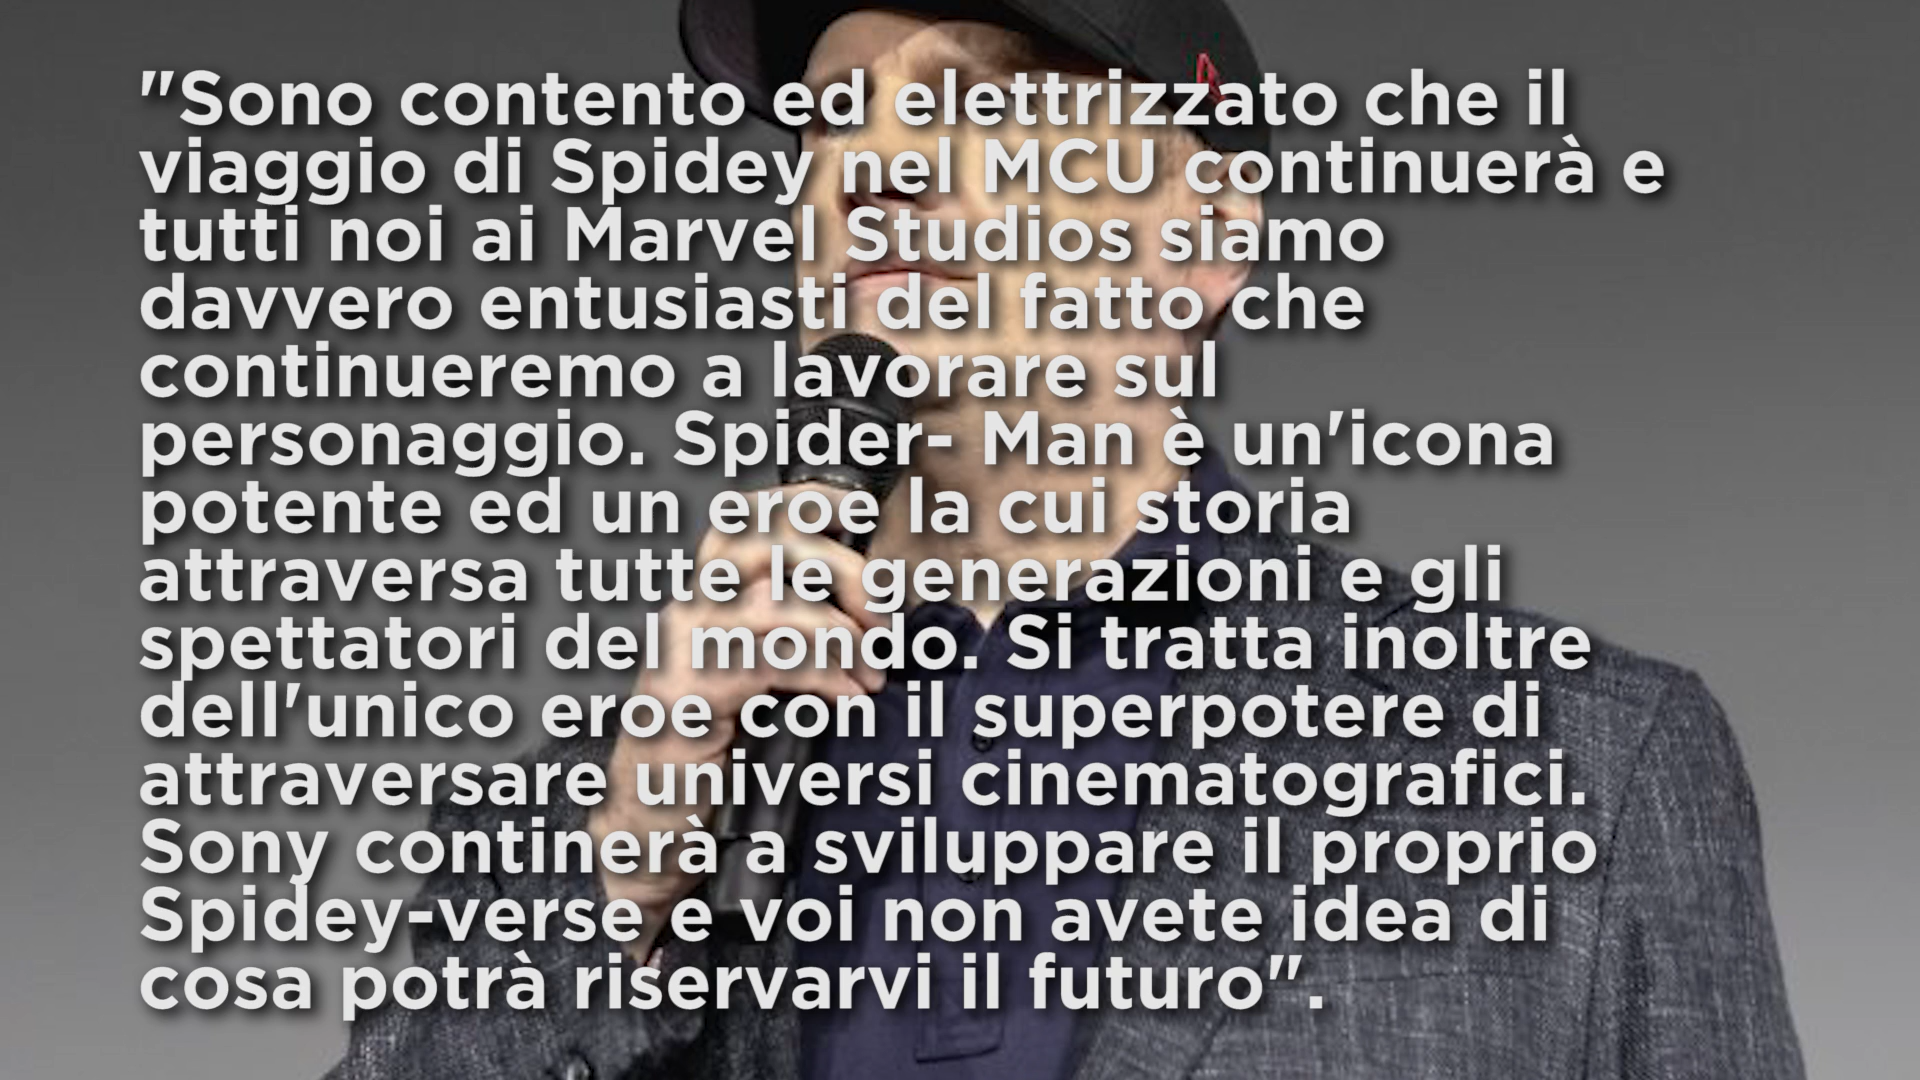 "Sono contento ed elettrizzato che il
viaggio di Spidey nel MCU continuerà e
tutti noi ai Marvel Studios siamo
davvero entusiasti del fatto che
continueremo a lavorare sul
personaggio. Spider- Man è un'icona
potente ed un eroe la cui storia
attraversa tutte le generazioni e gli
spettatori del mondo. Si tratta inoltre
dell'unico eroe con il superpotere di
attraversare universi cinematografici.
Sony continerà a sviluppare il proprio
Spidey-verse e voi non avete idea di
cosa potrà riservarvi il futuro".